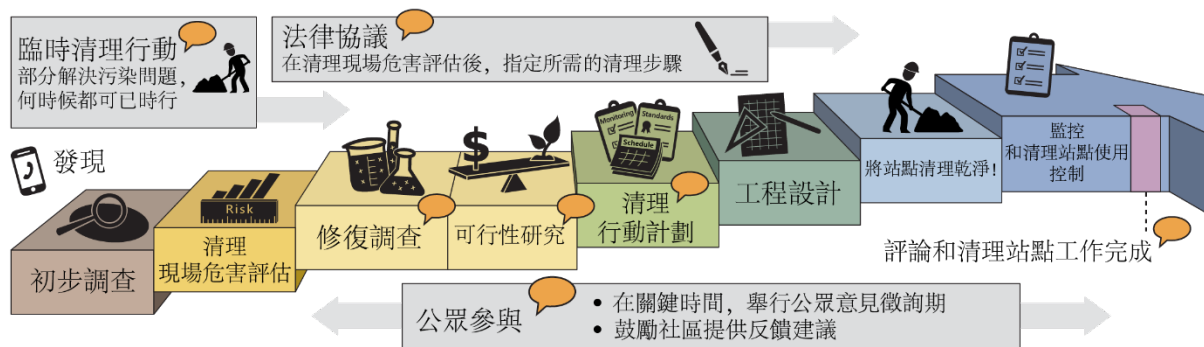 臨時清理行動
部分解決污染問題,
何時候都可已時行
法律協議
在清理現場危害評估後，指定所需的清理步驟
發現
初步調查
Risk
清理
現場危害評估
修復調查
$
可行性研究
Monitoring
Standards
Schedule
清理
行動計劃
工程設計
將站點清理乾淨!
監控
和清理站點使用
控制
評論和清理站點工作完成
公眾參與
• 在關鍵時間，舉行公眾意見徵詢期
• 鼓勵社區提供反饋建議